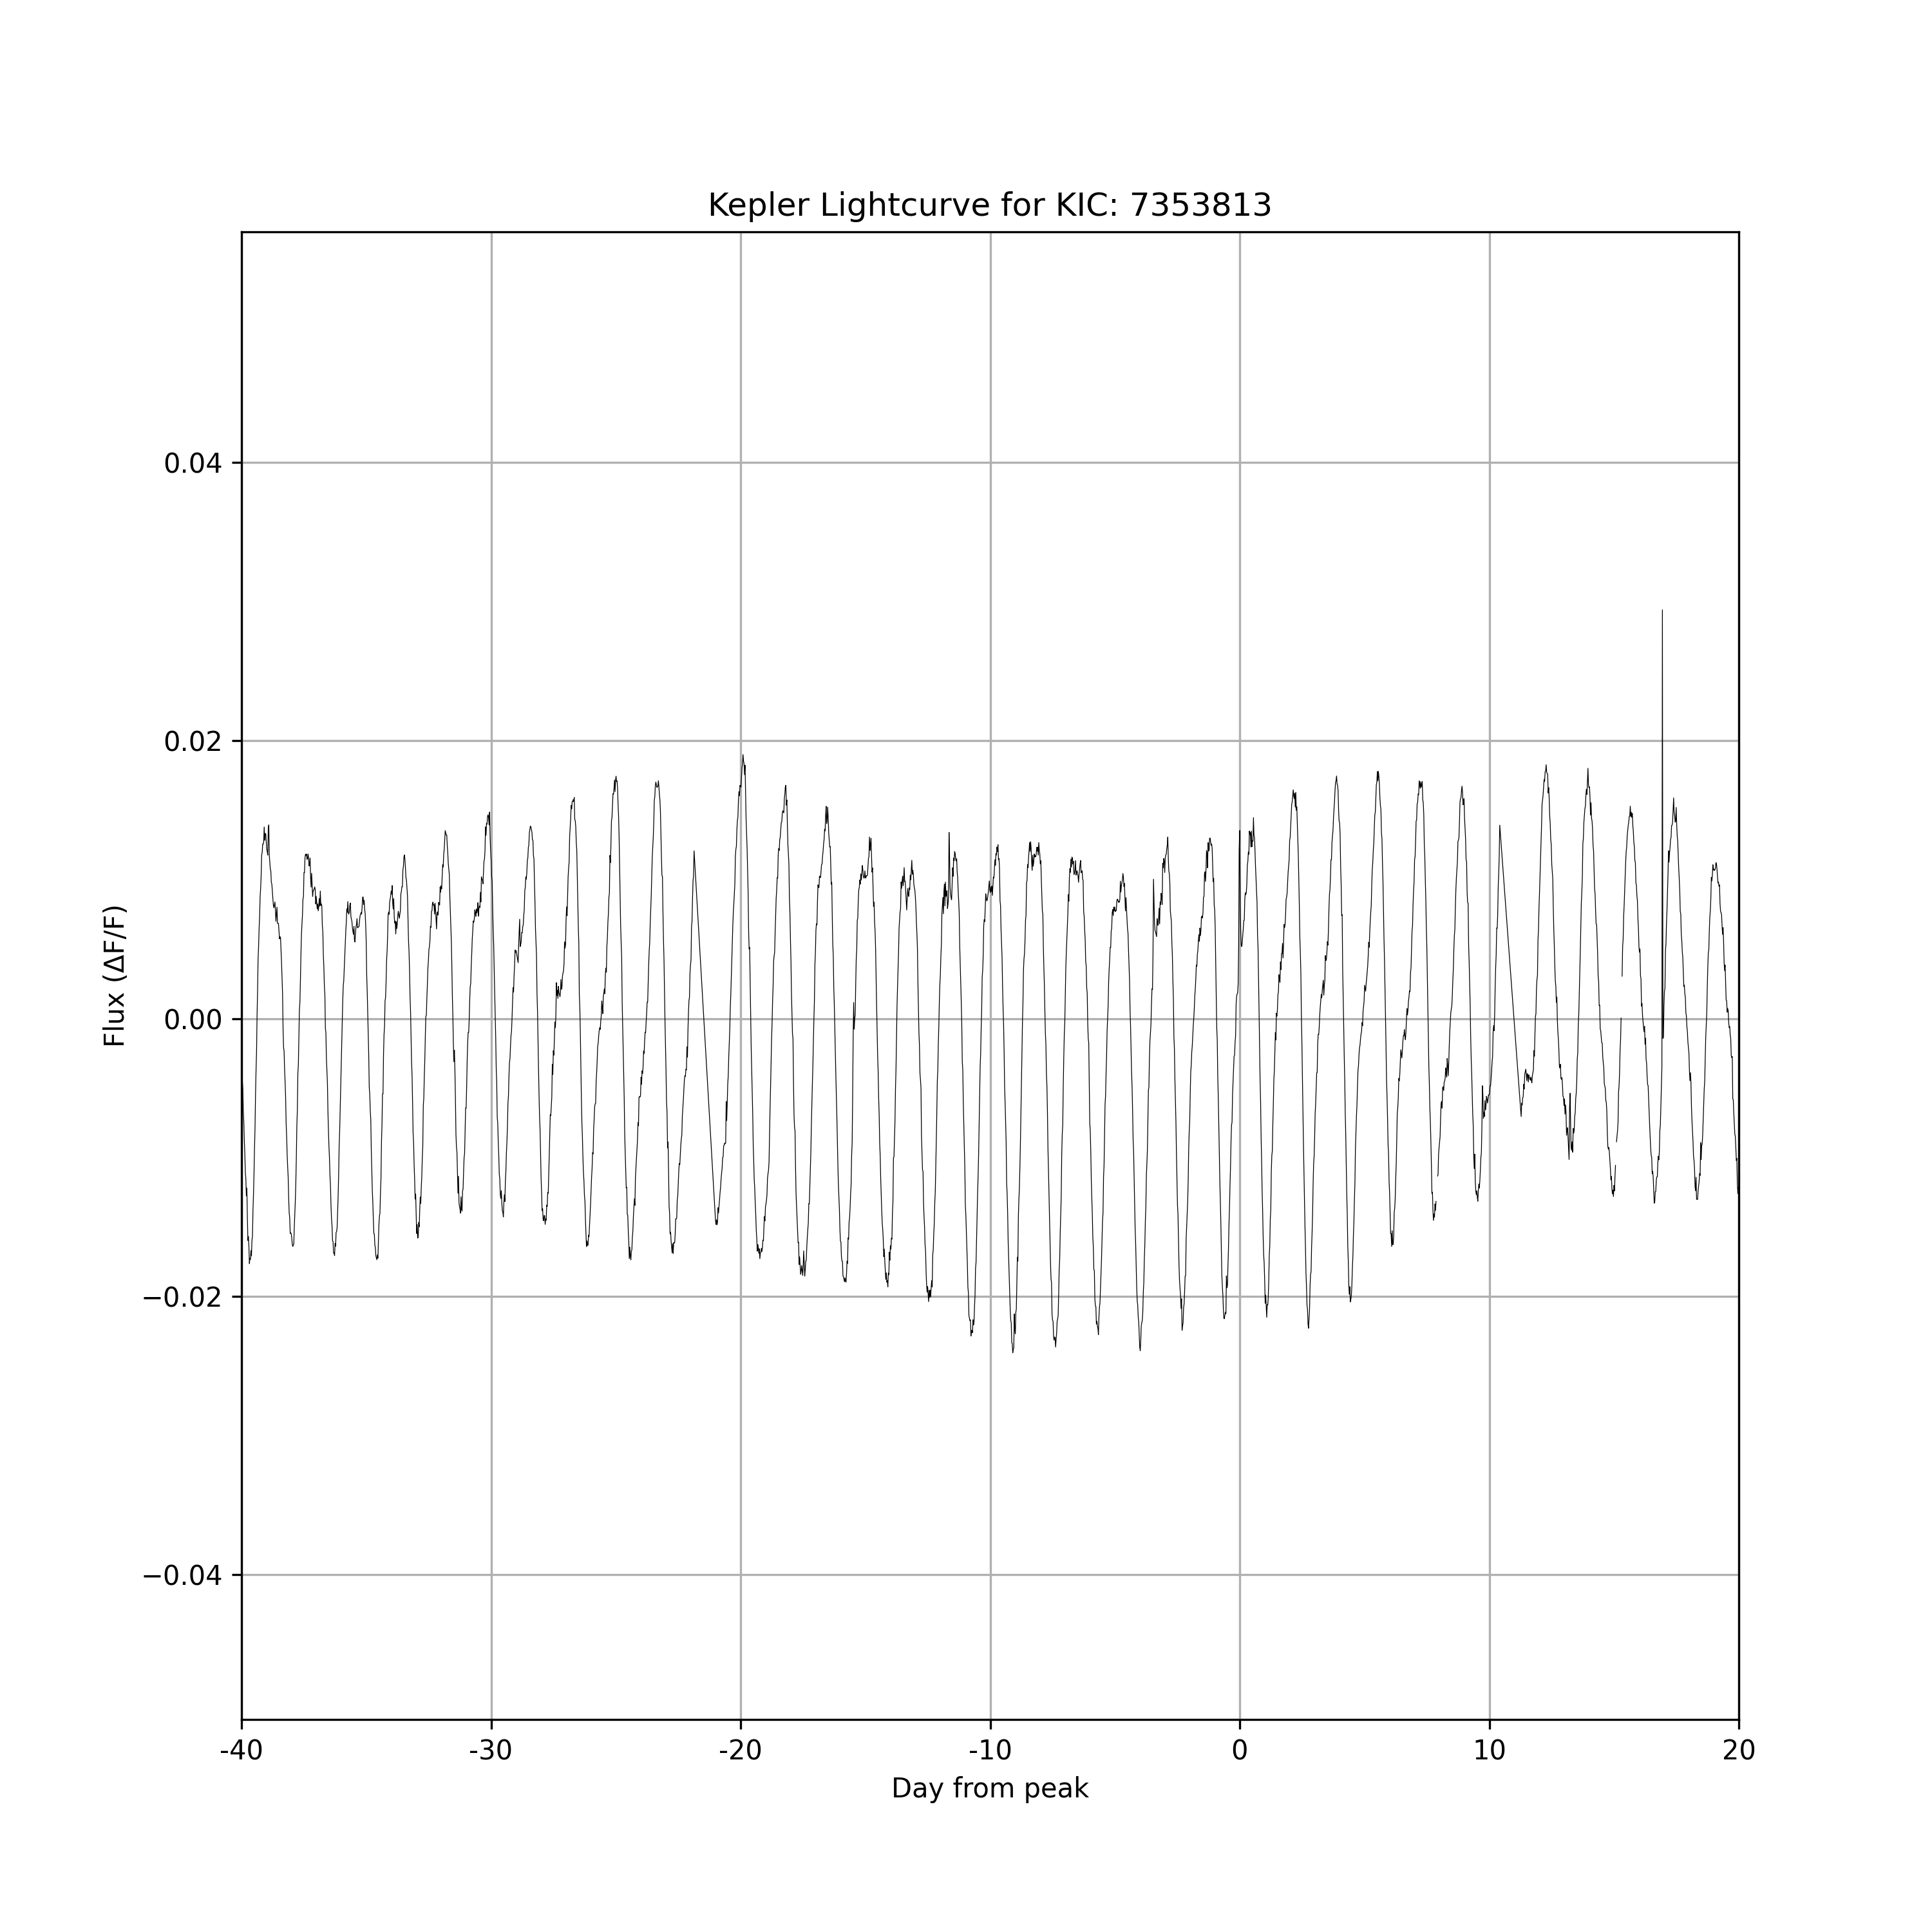 Kepler Lightcurve for KIC: 7353813
Flux (ΔF/F)
0.04
0.02
0.00
−0.02
−0.04
-40 -30 -20 -10 0 10 20
Day from peak